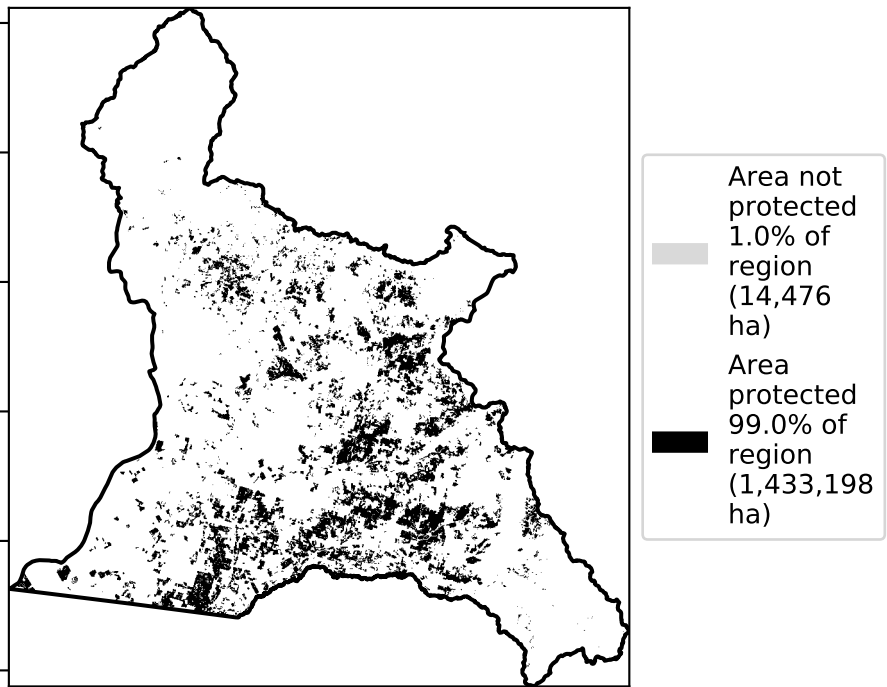 Area not
protected
1.0% of
region
(14,476
ha)
Area
protected
99.0% of
region
(1,433,198
ha)